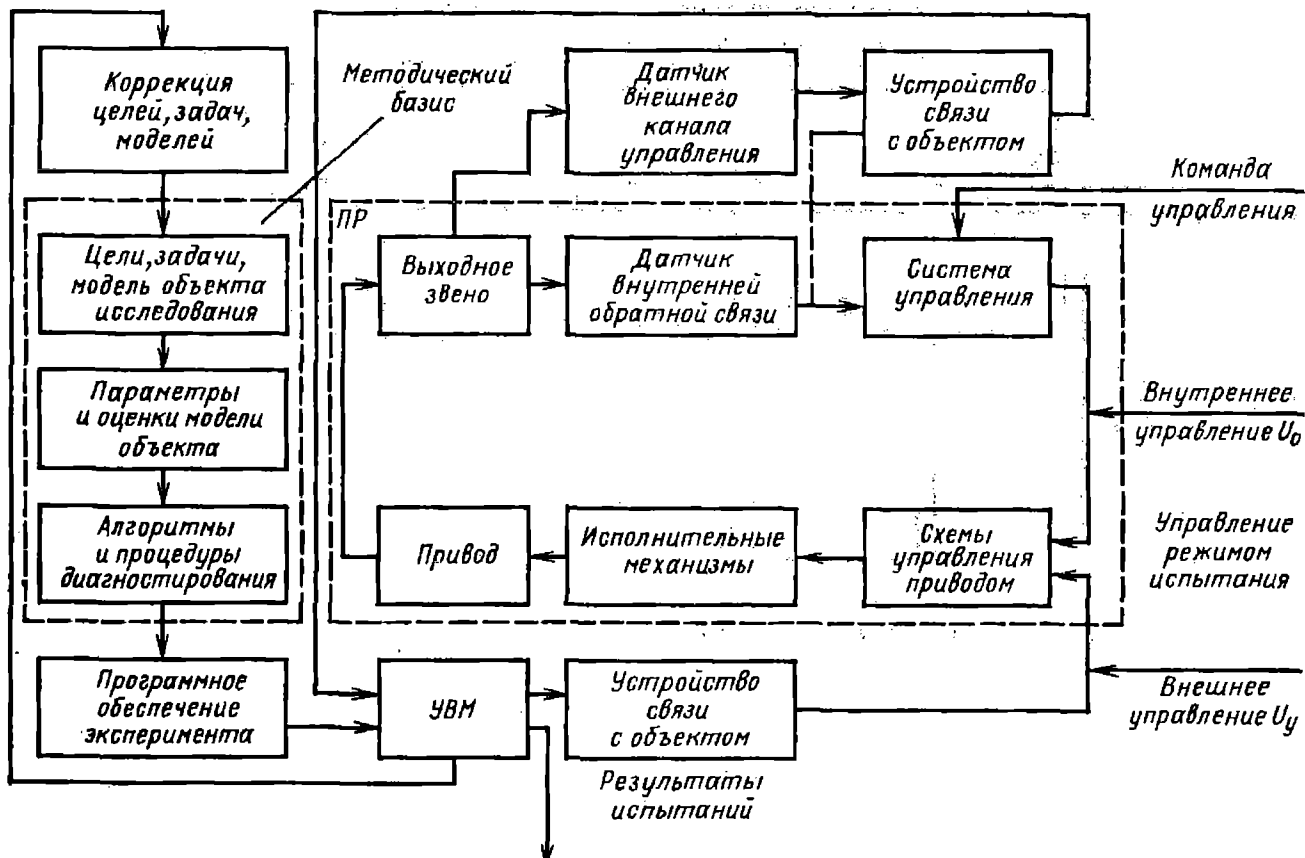 Коррекция
целей, задач,
моделей
Методический
базис
Датчик
внешнего
канала
управления
Устройство
связи
с объектом
Команда
управления
ПР
Цели, задачи,
модель объекта
исследования
Выходное
звено
Датчик
внутренней
обратной связи
Система
управления
Параметры
и оценки модели
объекта
Внутреннее
управление U₀
Алгоритмы
и процедуры
диагностирования
Привод
Исполнительные
механизмы
Схемы
управления
приводом
Управление
режимом
испытания
Программное
обеспечение
эксперимента
УВМ
Устройство
связи
с объектом
Внешнее
управление Uу
Результаты
испытаний